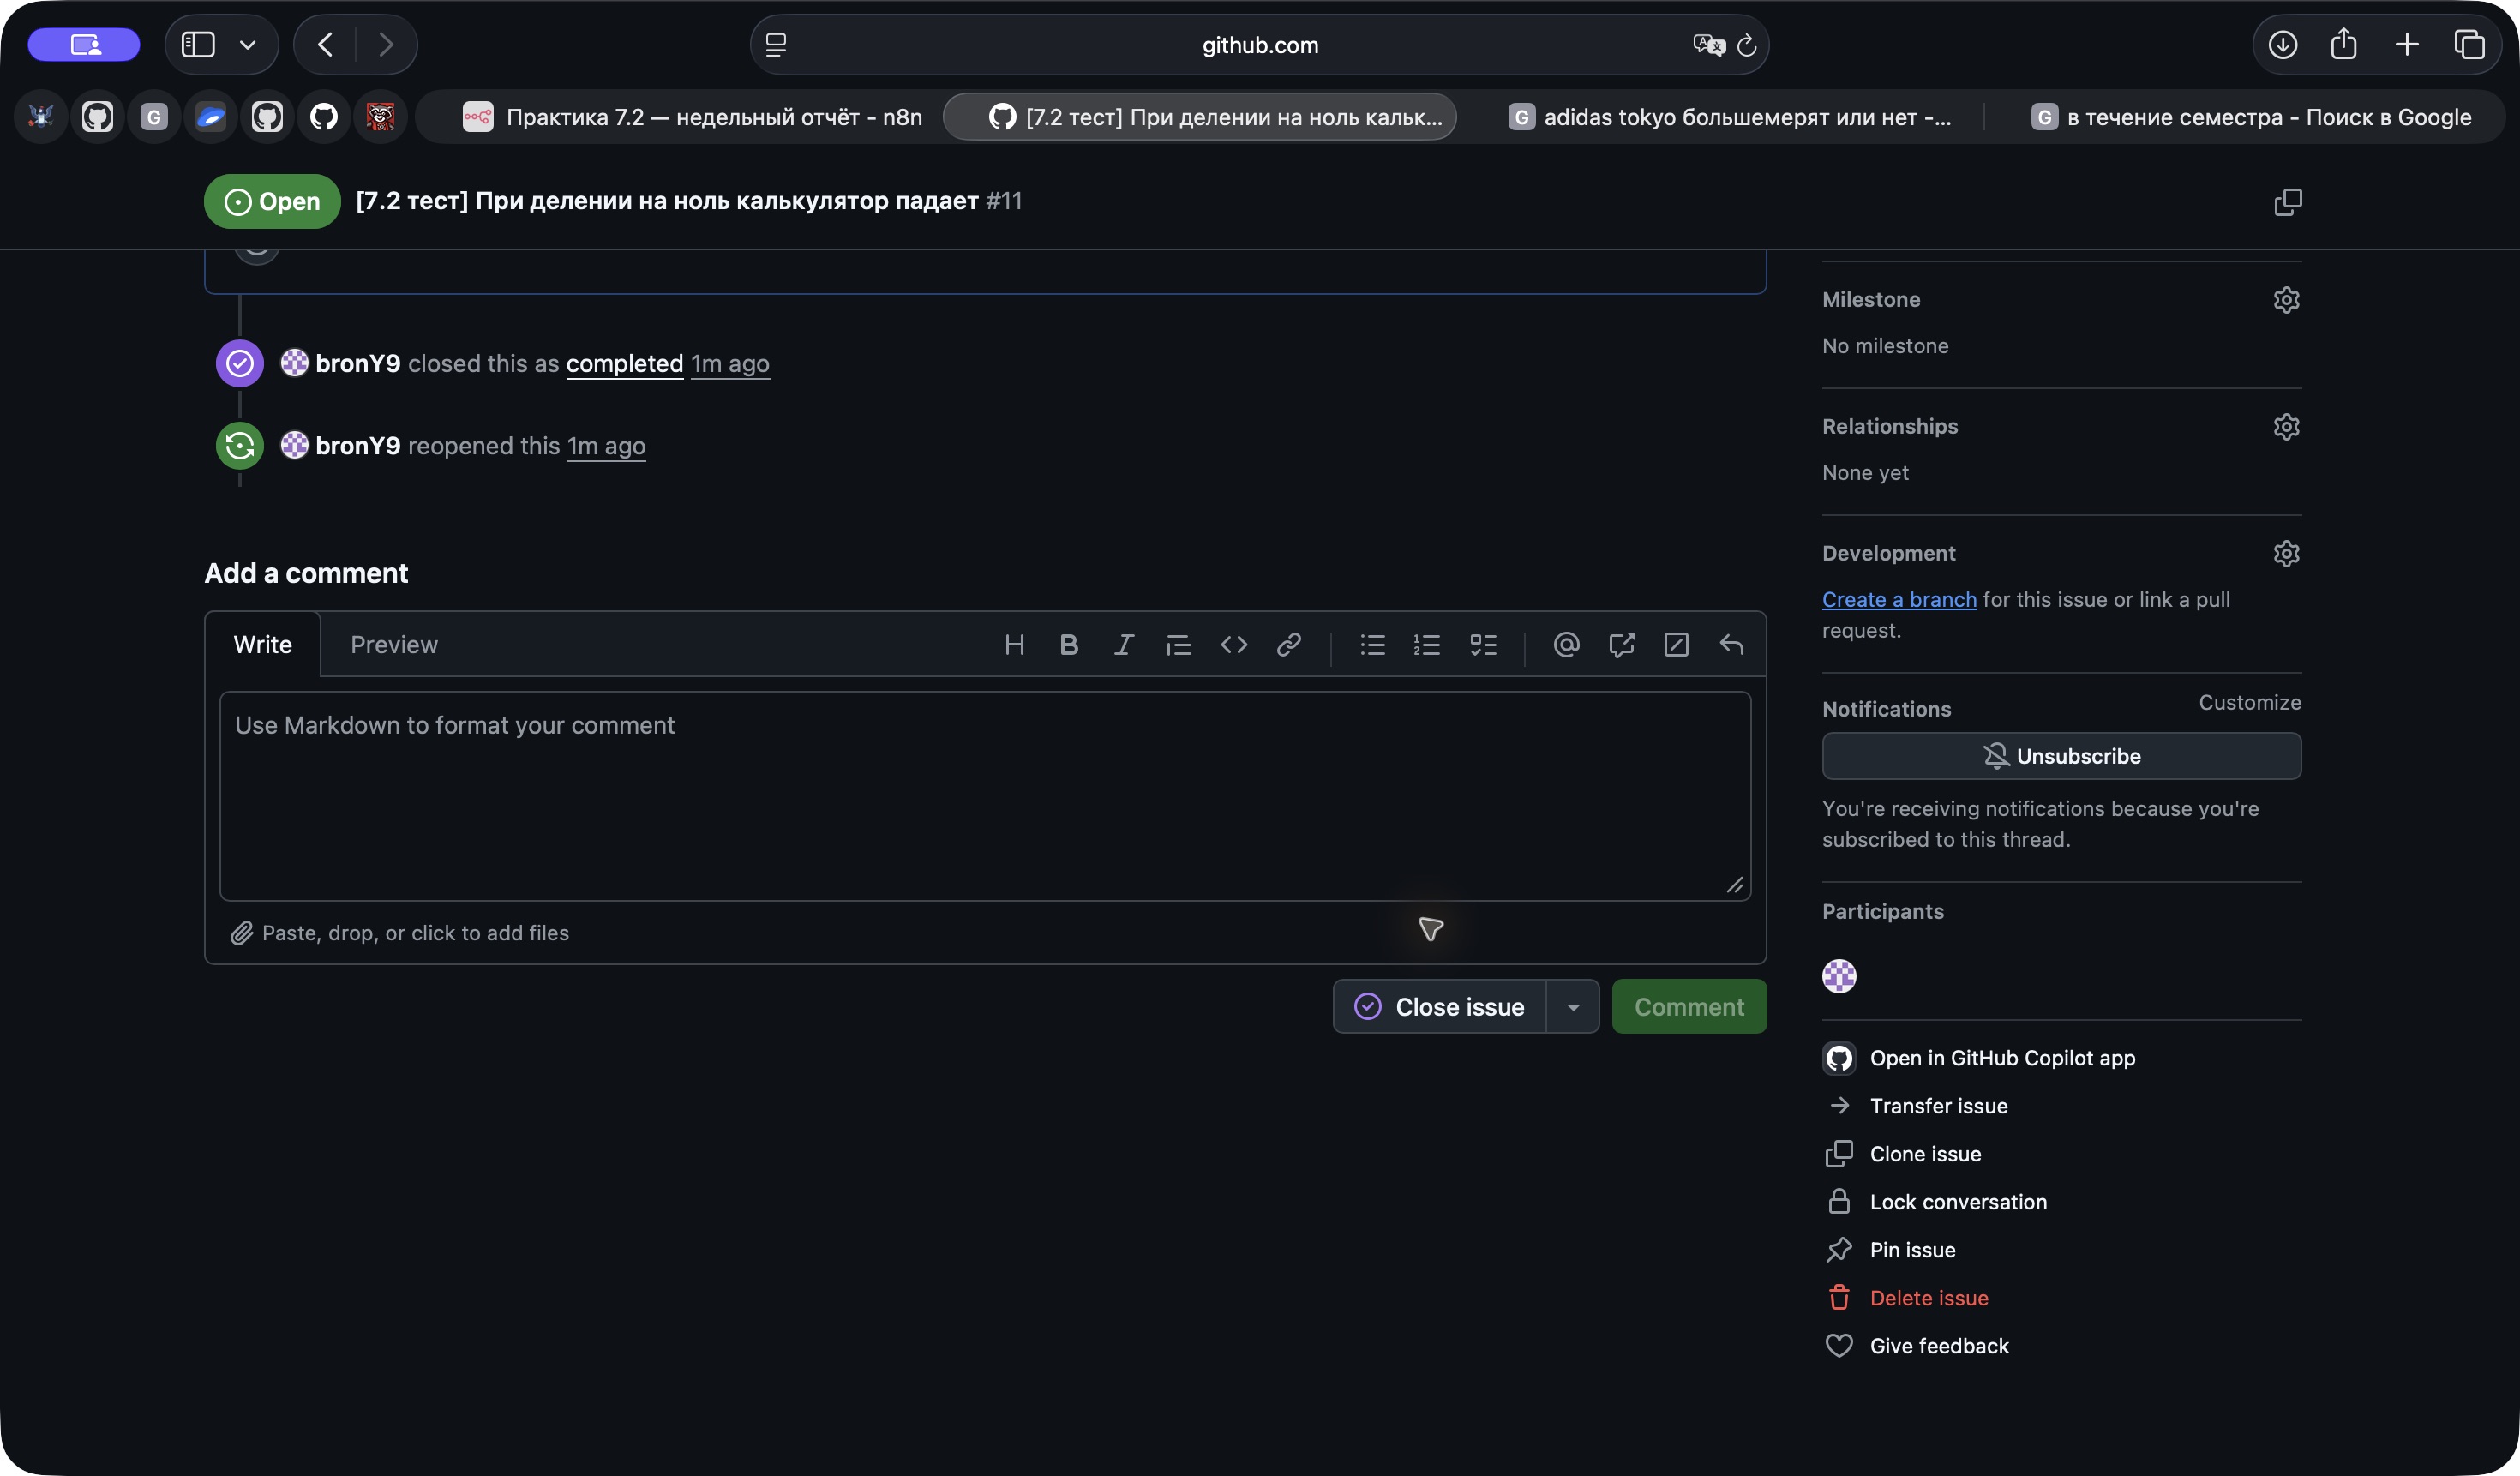 github.com
G
Практика 7.2 — недельный отчёт - n8n
[7.2 тест] При делении на ноль кальк...
G adidas tokyo большемерят или нет -...
G в течение семестра - Поиск в Google
Open [7.2 тест] При делении на ноль калькулятор падает #11
bronY9 closed this as completed 1m ago
bronY9 reopened this 1m ago
Add a comment
Write
Preview
Use Markdown to format your comment
Paste, drop, or click to add files
Close issue
Comment
Milestone
No milestone
Relationships
None yet
Development
Create a branch for this issue or link a pull
request.
Notifications
Customize
Unsubscribe
You're receiving notifications because you're
subscribed to this thread.
Participants
Open in GitHub Copilot app
Transfer issue
Clone issue
Lock conversation
Pin issue
Delete issue
Give feedback